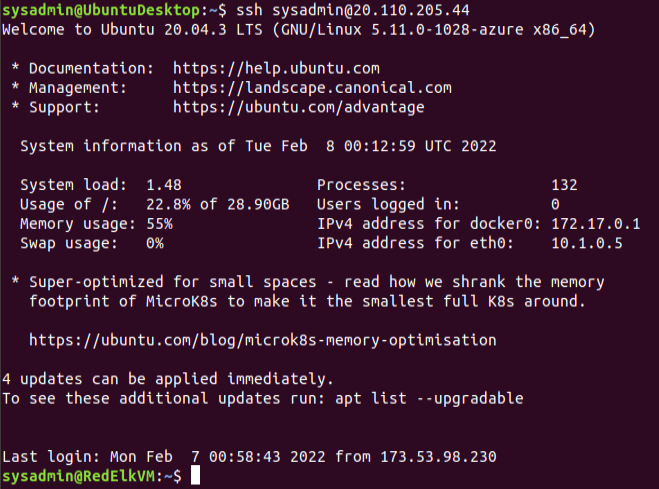 sysadmin@UbuntuDesktop:~$ ssh sysadmin@20.110.205.44
Welcome to Ubuntu 20.04.3 LTS (GNU/Linux 5.11.0-1028-azure x86_64)

 * Documentation:  https://help.ubuntu.com
 * Management:     https://landscape.canonical.com
 * Support:        https://ubuntu.com/advantage

  System information as of Tue Feb  8 00:12:59 UTC 2022

  System load:  1.48               Processes:                132
  Usage of /:   22.8% of 28.90GB   Users logged in:          0
  Memory usage: 55%                IPv4 address for docker0: 172.17.0.1
  Swap usage:   0%                 IPv4 address for eth0:    10.1.0.5

 * Super-optimized for small spaces - read how we shrank the memory
   footprint of MicroK8s to make it the smallest full K8s around.

   https://ubuntu.com/blog/microk8s-memory-optimisation

4 updates can be applied immediately.
To see these additional updates run: apt list --upgradable


Last login: Mon Feb  7 00:58:43 2022 from 173.53.98.230
sysadmin@RedElkVM:~$